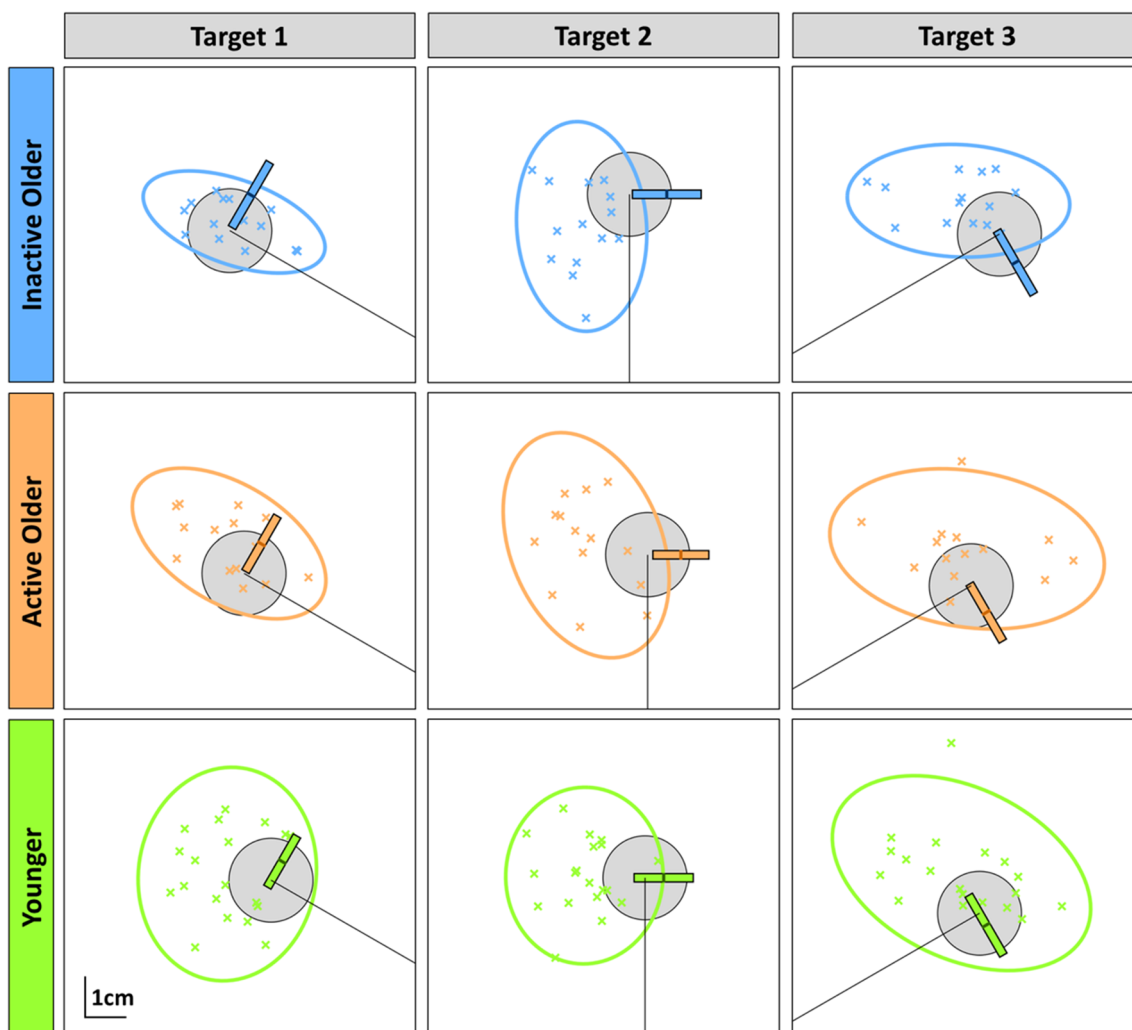 Target 1
Target 2
Target 3
Inactive Older
Active Older
Younger
1cm